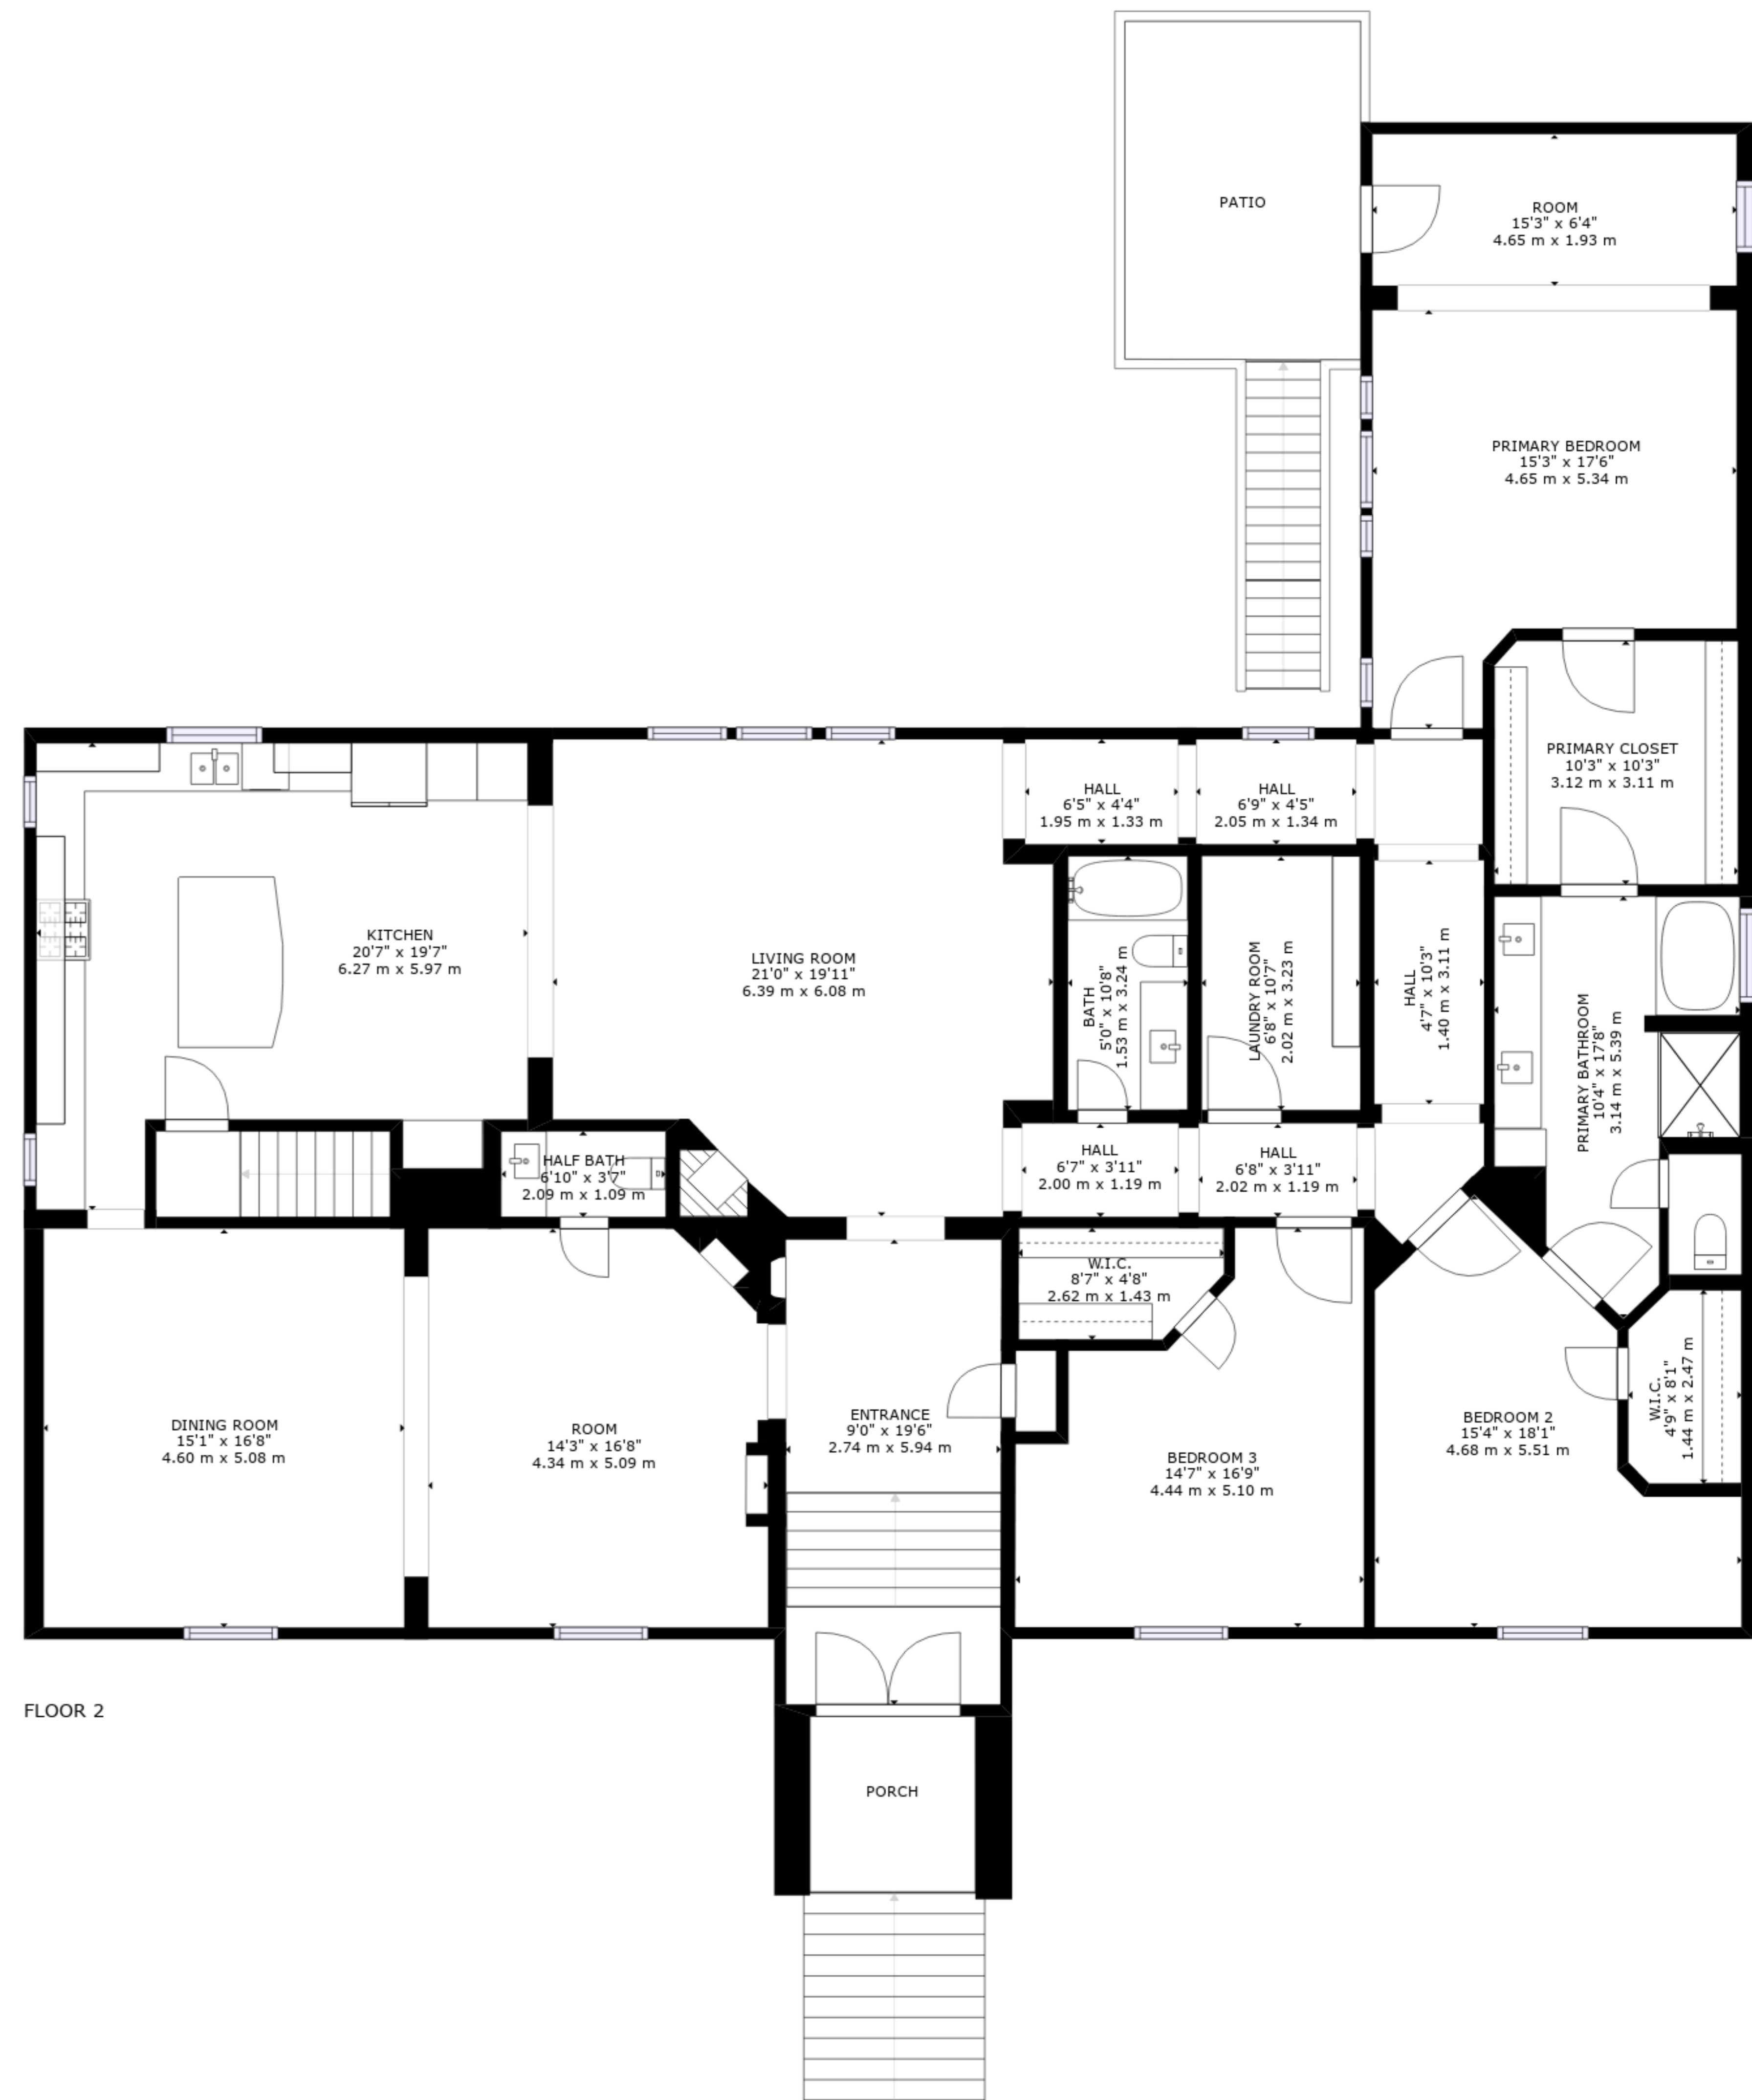 PATIO
ROOM
15'3" x 6'4"
4.65 m x 1.93 m
PRIMARY BEDROOM
15'3" x 17'6"
4.65 m x 5.34 m
PRIMARY CLOSET
10'3" x 10'3"
3.12 m x 3.11 m
HALL
6'5" x 4'4"
1.95 m x 1.33 m
HALL
6'9" x 4'5"
2.05 m x 1.34 m
KITCHEN
20'7" x 19'7"
6.27 m x 5.97 m
LIVING ROOM
21'0" x 19'11"
6.39 m x 6.08 m
BATH
5'0" x 10'8"
1.53 m x 3.24 m
LAUNDRY ROOM
6'8" x 10'7"
2.02 m x 3.23 m
HALL
4'7" x 10'3"
1.40 m x 3.11 m
PRIMARY BATHROOM
10'4" x 17'8"
3.14 m x 5.39 m
HALF BATH
6'10" x 3'7"
2.09 m x 1.09 m
HALL
6'7" x 3'11"
2.00 m x 1.19 m
HALL
6'8" x 3'11"
2.02 m x 1.19 m
W.I.C.
8'7" x 4'8"
2.62 m x 1.43 m
DINING ROOM
15'1" x 16'8"
4.60 m x 5.08 m
ROOM
14'3" x 16'8"
4.34 m x 5.09 m
ENTRANCE
9'0" x 19'6"
2.74 m x 5.94 m
BEDROOM 3
14'7" x 16'9"
4.44 m x 5.10 m
BEDROOM 2
15'4" x 18'1"
4.68 m x 5.51 m
W.I.C.
4'9" x 8'1"
1.44 m x 2.47 m
FLOOR 2
PORCH